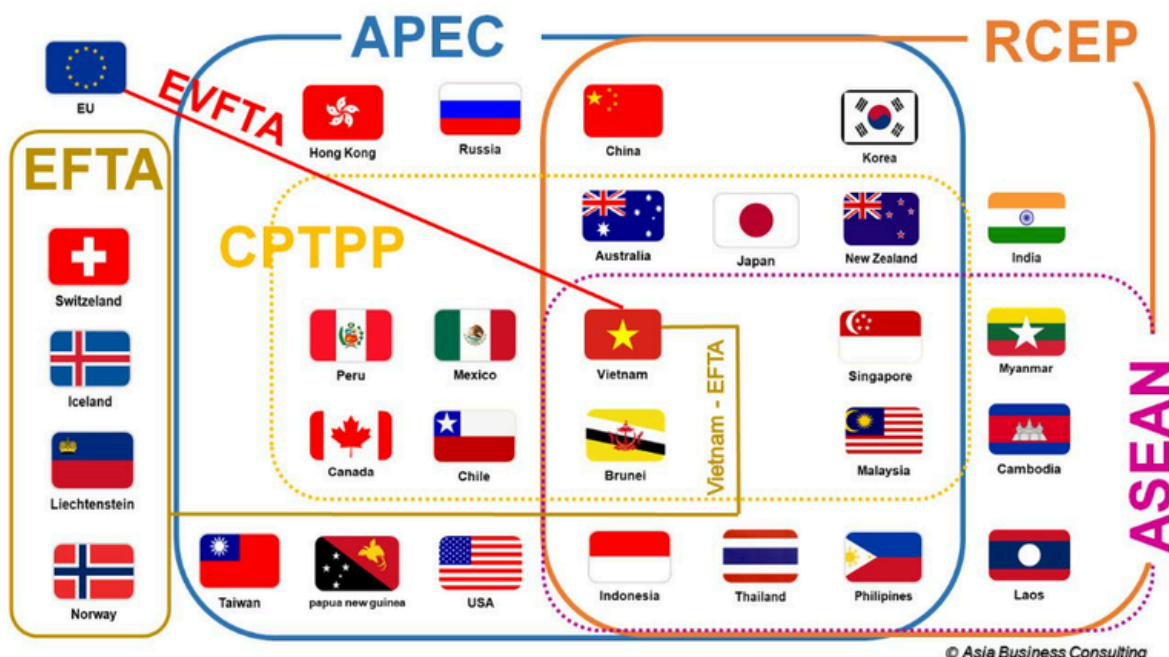 APEC
RCEP
EU
EVFTA
Hong Kong
Russia
China
Korea
EFTA
CPTPP
Australia
Japan
New Zealand
India
Switzeland
Peru
Mexico
Vietnam
Singapore
Myanmar
Iceland
Vietnam - EFTA
ASEAN
Canada
Chile
Brunei
Malaysia
Cambodia
Liechtenstein
Taiwan
papua new guinea
USA
Indonesia
Thailand
Philipines
Laos
Norway
© Asia Business Consulting